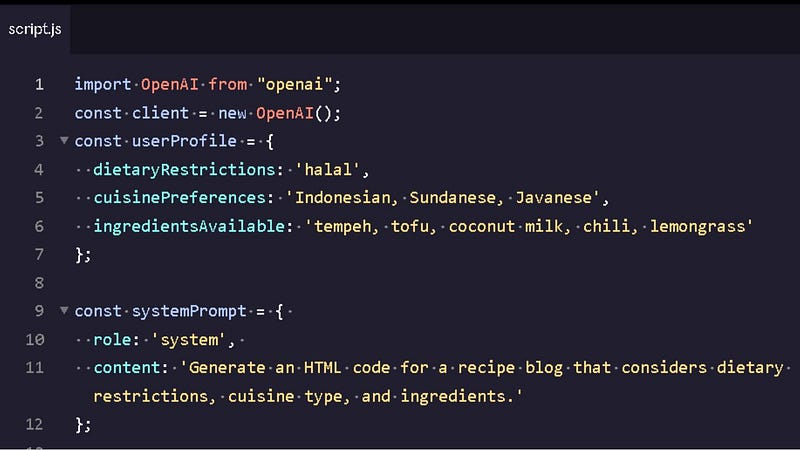 script.js
1 import OpenAI from "openai";
2 const client = new OpenAI();
3 const userProfile = {
4 dietaryRestrictions: 'halal',
5 cuisinePreferences: 'Indonesian, Sundanese, Javanese',
6 ingredientsAvailable: 'tempeh, tofu, coconut milk, chili, lemongrass'
7 };
8
9 const systemPrompt = {
10 role: 'system',
11 content: 'Generate an HTML code for a recipe blog that considers dietary
restrictions, cuisine type, and ingredients.'
12 };